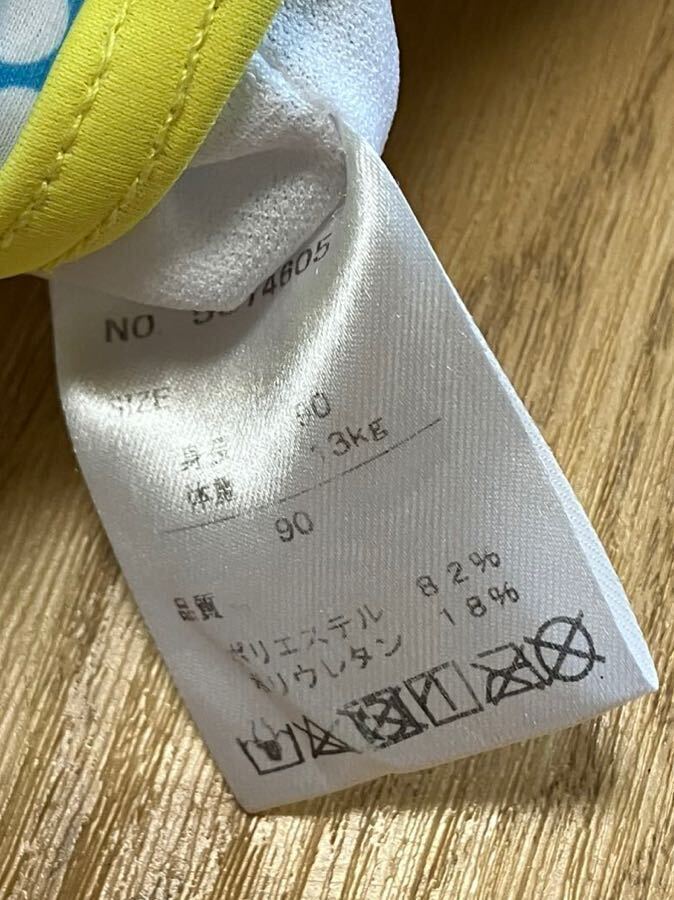 NO
SIZE
身長 90
体重 13kg
90
品質
ポリエステル 82%
ポリウレタン 18%